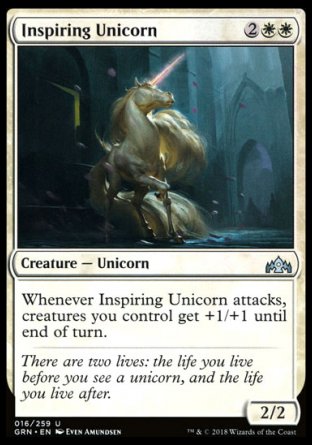 Inspiring Unicorn 2
Creature — Unicorn
Whenever Inspiring Unicorn attacks,
creatures you control get +1/+1 until
end of turn.
There are two lives: the life you live
before you see a unicorn, and the life
you live after.
2/2
016/259 U
GRN • EN Even Amundsen
™ & © 2018 Wizards of the Coast